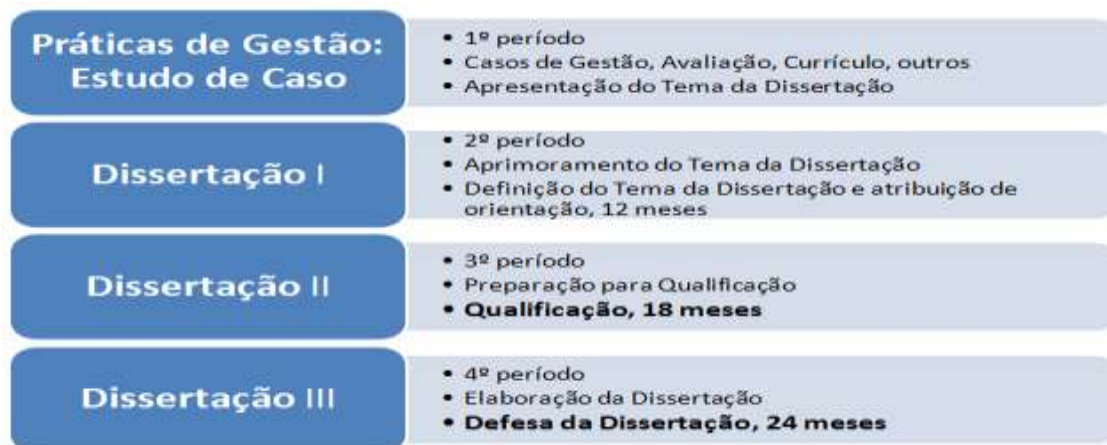 Práticas de Gestão:
Estudo de Caso
• 1º período
• Casos de Gestão, Avaliação, Currículo, outros
• Apresentação do Tema da Dissertação
Dissertação I
• 2º período
• Aprimoramento do Tema da Dissertação
• Definição do Tema da Dissertação e atribuição de
orientação, 12 meses
Dissertação II
• 3º período
• Preparação para Qualificação
• Qualificação, 18 meses
Dissertação III
• 4º período
• Elaboração da Dissertação
• Defesa da Dissertação, 24 meses